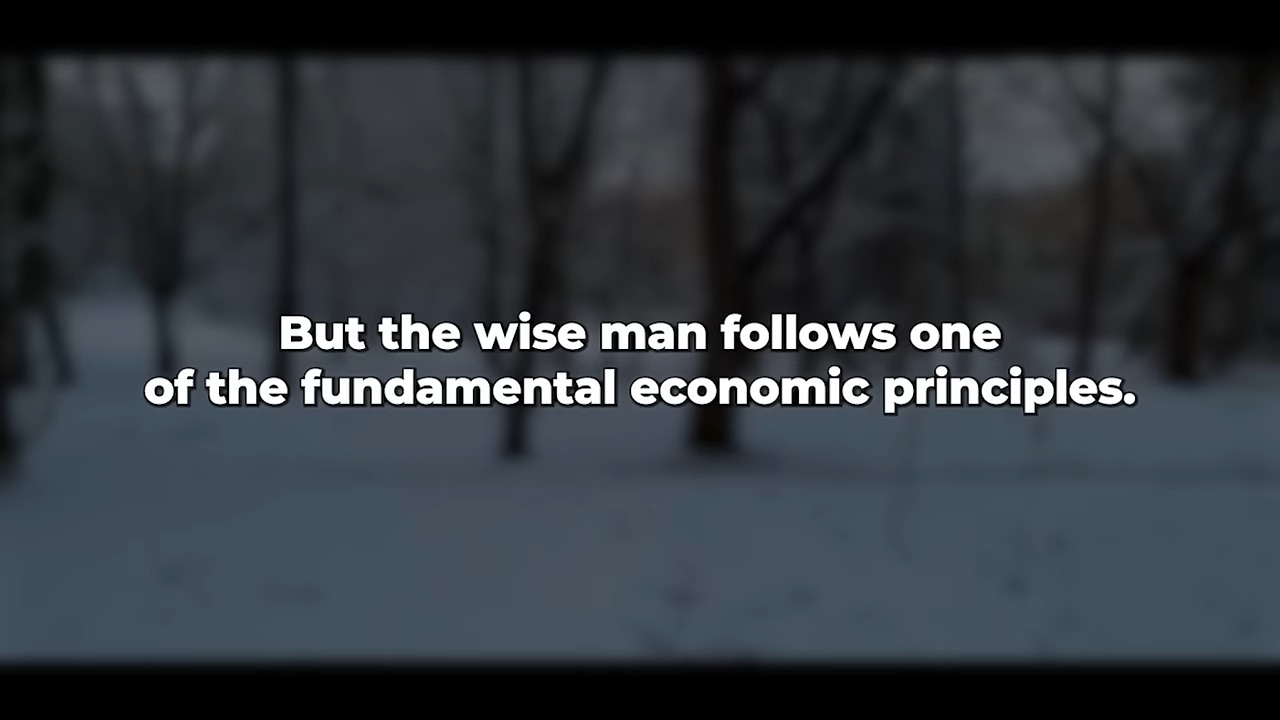 But the wise man follows one
of the fundamental economic principles.